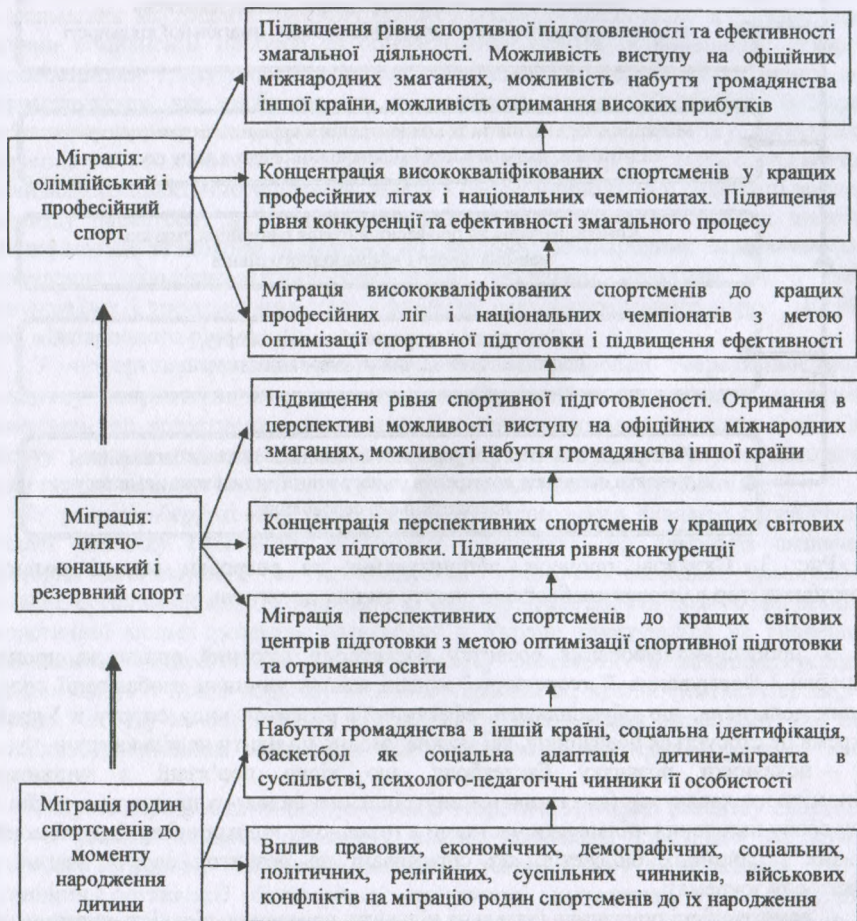 Підвищення рівня спортивної підготовленості та ефективності
змагальної діяльності. Можливість виступу на офіційних
міжнародних змаганнях, можливість набуття громадянства
іншої країни, можливість отримання високих прибутків
Міграція:
олімпійський і
професійний
спорт
Концентрація висококваліфікованих спортсменів у кращих
професійних лігах і національних чемпіонатах. Підвищення
рівня конкуренції та ефективності навчального процесу
Міграція висококваліфікованих спортсменів до кращих
професійних ліг і національних чемпіонатів з метою
оптимізації спортивної підготовки і підвищення ефективності
Підвищення рівня спортивної підготовленості. Отримання в
перспективі можливості виступу на офіційних міжнародних
змаганнях, можливості набуття громадянства іншої країни
Міграція:
дитячо-
юнацький і
резервний спорт
Концентрація перспективних спортсменів у кращих світових
центрах підготовки. Підвищення рівня конкуренції
Міграція перспективних спортсменів до кращих світових
центрів підготовки з метою оптимізації спортивної підготовки
та отримання освіти
Набуття громадянства в іншій країні, соціальна ідентифікація,
баскетбол як соціальна адаптація дитини-мігранта в
суспільстві, психолого-педагогічні чинники її особистості
Міграція родин
спортсменів до
моменту
народження
дитини
Вплив правових, економічних, демографічних, соціальних,
політичних, релігійних, суспільних чинників, військових
конфліктів на міграцію родин спортсменів до їх народження